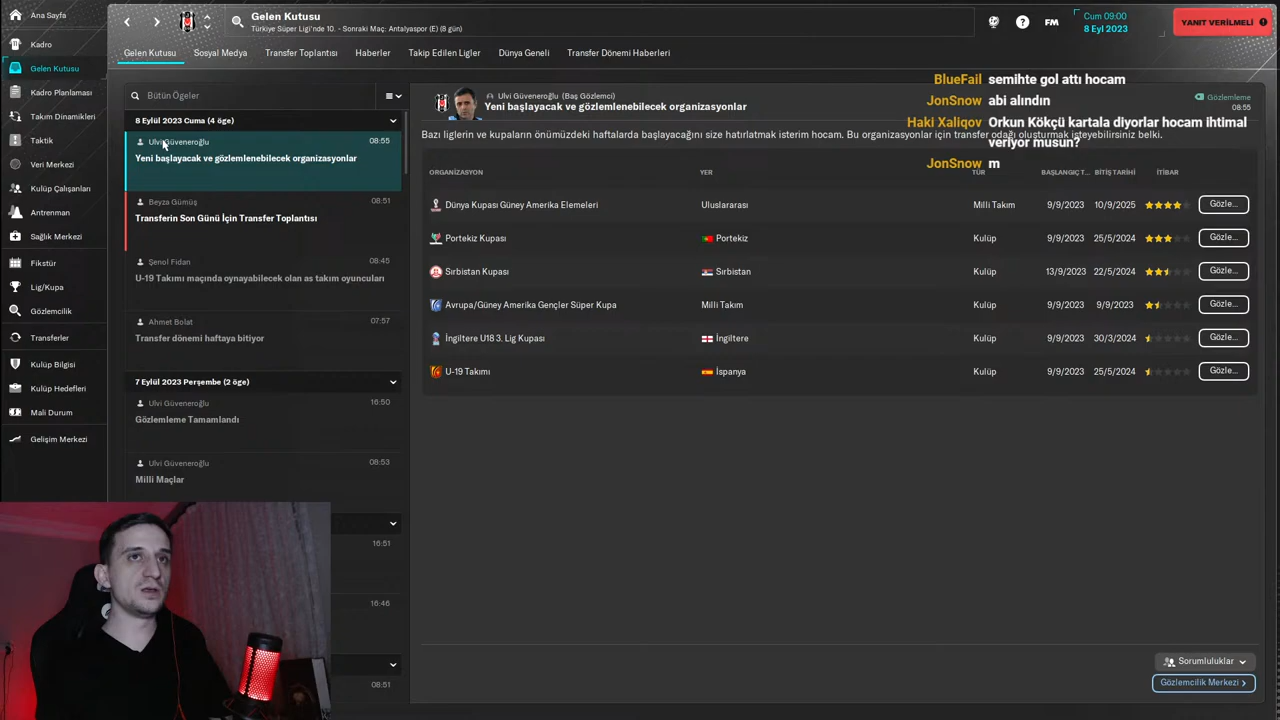 Ana Sayfa
Kadro
Gelen Kutusu
Kadro Planlaması
Takım Dinamikleri
Taktik
Veri Merkezi
Kulüp Çalışanları
Antrenman
Sağlık Merkezi
Fikstür
Lig/Kupa
Gözlemcilik
Transferler
Kulüp Bilgisi
Kulüp Hedefleri
Mali Durum
Gelişim Merkezi
Gelen Kutusu
Türkiye Süper Ligi'nde 10. - Sonraki Maç: Antalyaspor (E) (8 gün)
FM
Cum 09:00
8 Eyl 2023
YANIT VERİLMELİ
Gelen Kutusu Sosyal Medya Transfer Toplantısı Haberler Takip Edilen Ligler Dünya Geneli Transfer Dönemi Haberleri
Bütün Ögeler
8 Eylül 2023 Cuma (4 öge)
Ulvi Güveneroğlu 08:55
Yeni başlayacak ve gözlemlenebilecek organizasyonlar
Beyza Gümüş 08:51
Transferin Son Günü İçin Transfer Toplantısı
Şenol Fidan 08:45
U-19 Takımı maçında oynayabilecek olan as takım oyuncuları
Ahmet Bolat 07:57
Transfer dönemi haftaya bitiyor
7 Eylül 2023 Perşembe (2 öge)
Ulvi Güveneroğlu 16:50
Gözlemleme Tamamlandı
Ulvi Güveneroğlu 08:53
Milli Maçlar
16:51
16:46
08:51
Ulvi Güveneroğlu (Baş Gözlemci)
Yeni başlayacak ve gözlemlenebilecek organizasyonlar
Gözlemleme
08:55
BlueFail semihte gol attı hocam
JonSnow abi alındın
Haki Xaliqov Orkun Kökçü kartala diyorlar hocam ihtimal
veriyor musun?
JonSnow m
Bazı liglerin ve kupaların önümüzdeki haftalarda başlayacağını size hatırlatmak isterim hocam. Bu organizasyonlar için transfer odağı oluşturmak isteyebilirsiniz belki.
ORGANİZASYON YER TÜR BAŞLANGIÇ T... BİTİŞ TARİHİ İTİBAR
Dünya Kupası Güney Amerika Elemeleri Uluslararası Milli Takım 9/9/2023 10/9/2025 Gözle...
Portekiz Kupası Portekiz Kulüp 9/9/2023 25/5/2024 Gözle...
Sırbistan Kupası Sırbistan Kulüp 13/9/2023 22/5/2024 Gözle...
Avrupa/Güney Amerika Gençler Süper Kupa Milli Takım Kulüp 9/9/2023 9/9/2023 Gözle...
İngiltere U18 3. Lig Kupası İngiltere Kulüp 9/9/2023 30/3/2024 Gözle...
U-19 Takımı İspanya Kulüp 9/9/2023 25/5/2024 Gözle...
Sorumluluklar
Gözlemcilik Merkezi